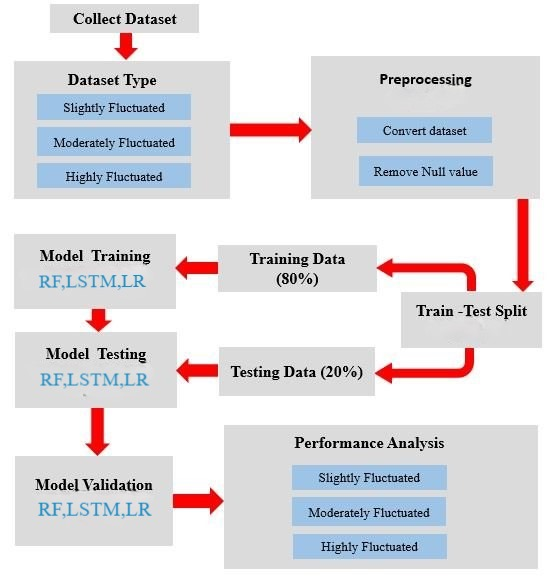 Collect Dataset
Dataset Type
Slightly Fluctuated
Moderately Fluctuated
Highly Fluctuated
Preprocessing
Convert dataset
Remove Null value
Model Training
RF,LSTM,LR
Training Data
(80%)
Train -Test Split
Model Testing
RF,LSTM,LR
Testing Data (20%)
Model Validation
RF,LSTM,LR
Performance Analysis
Slightly Fluctuated
Moderately Fluctuated
Highly Fluctuated